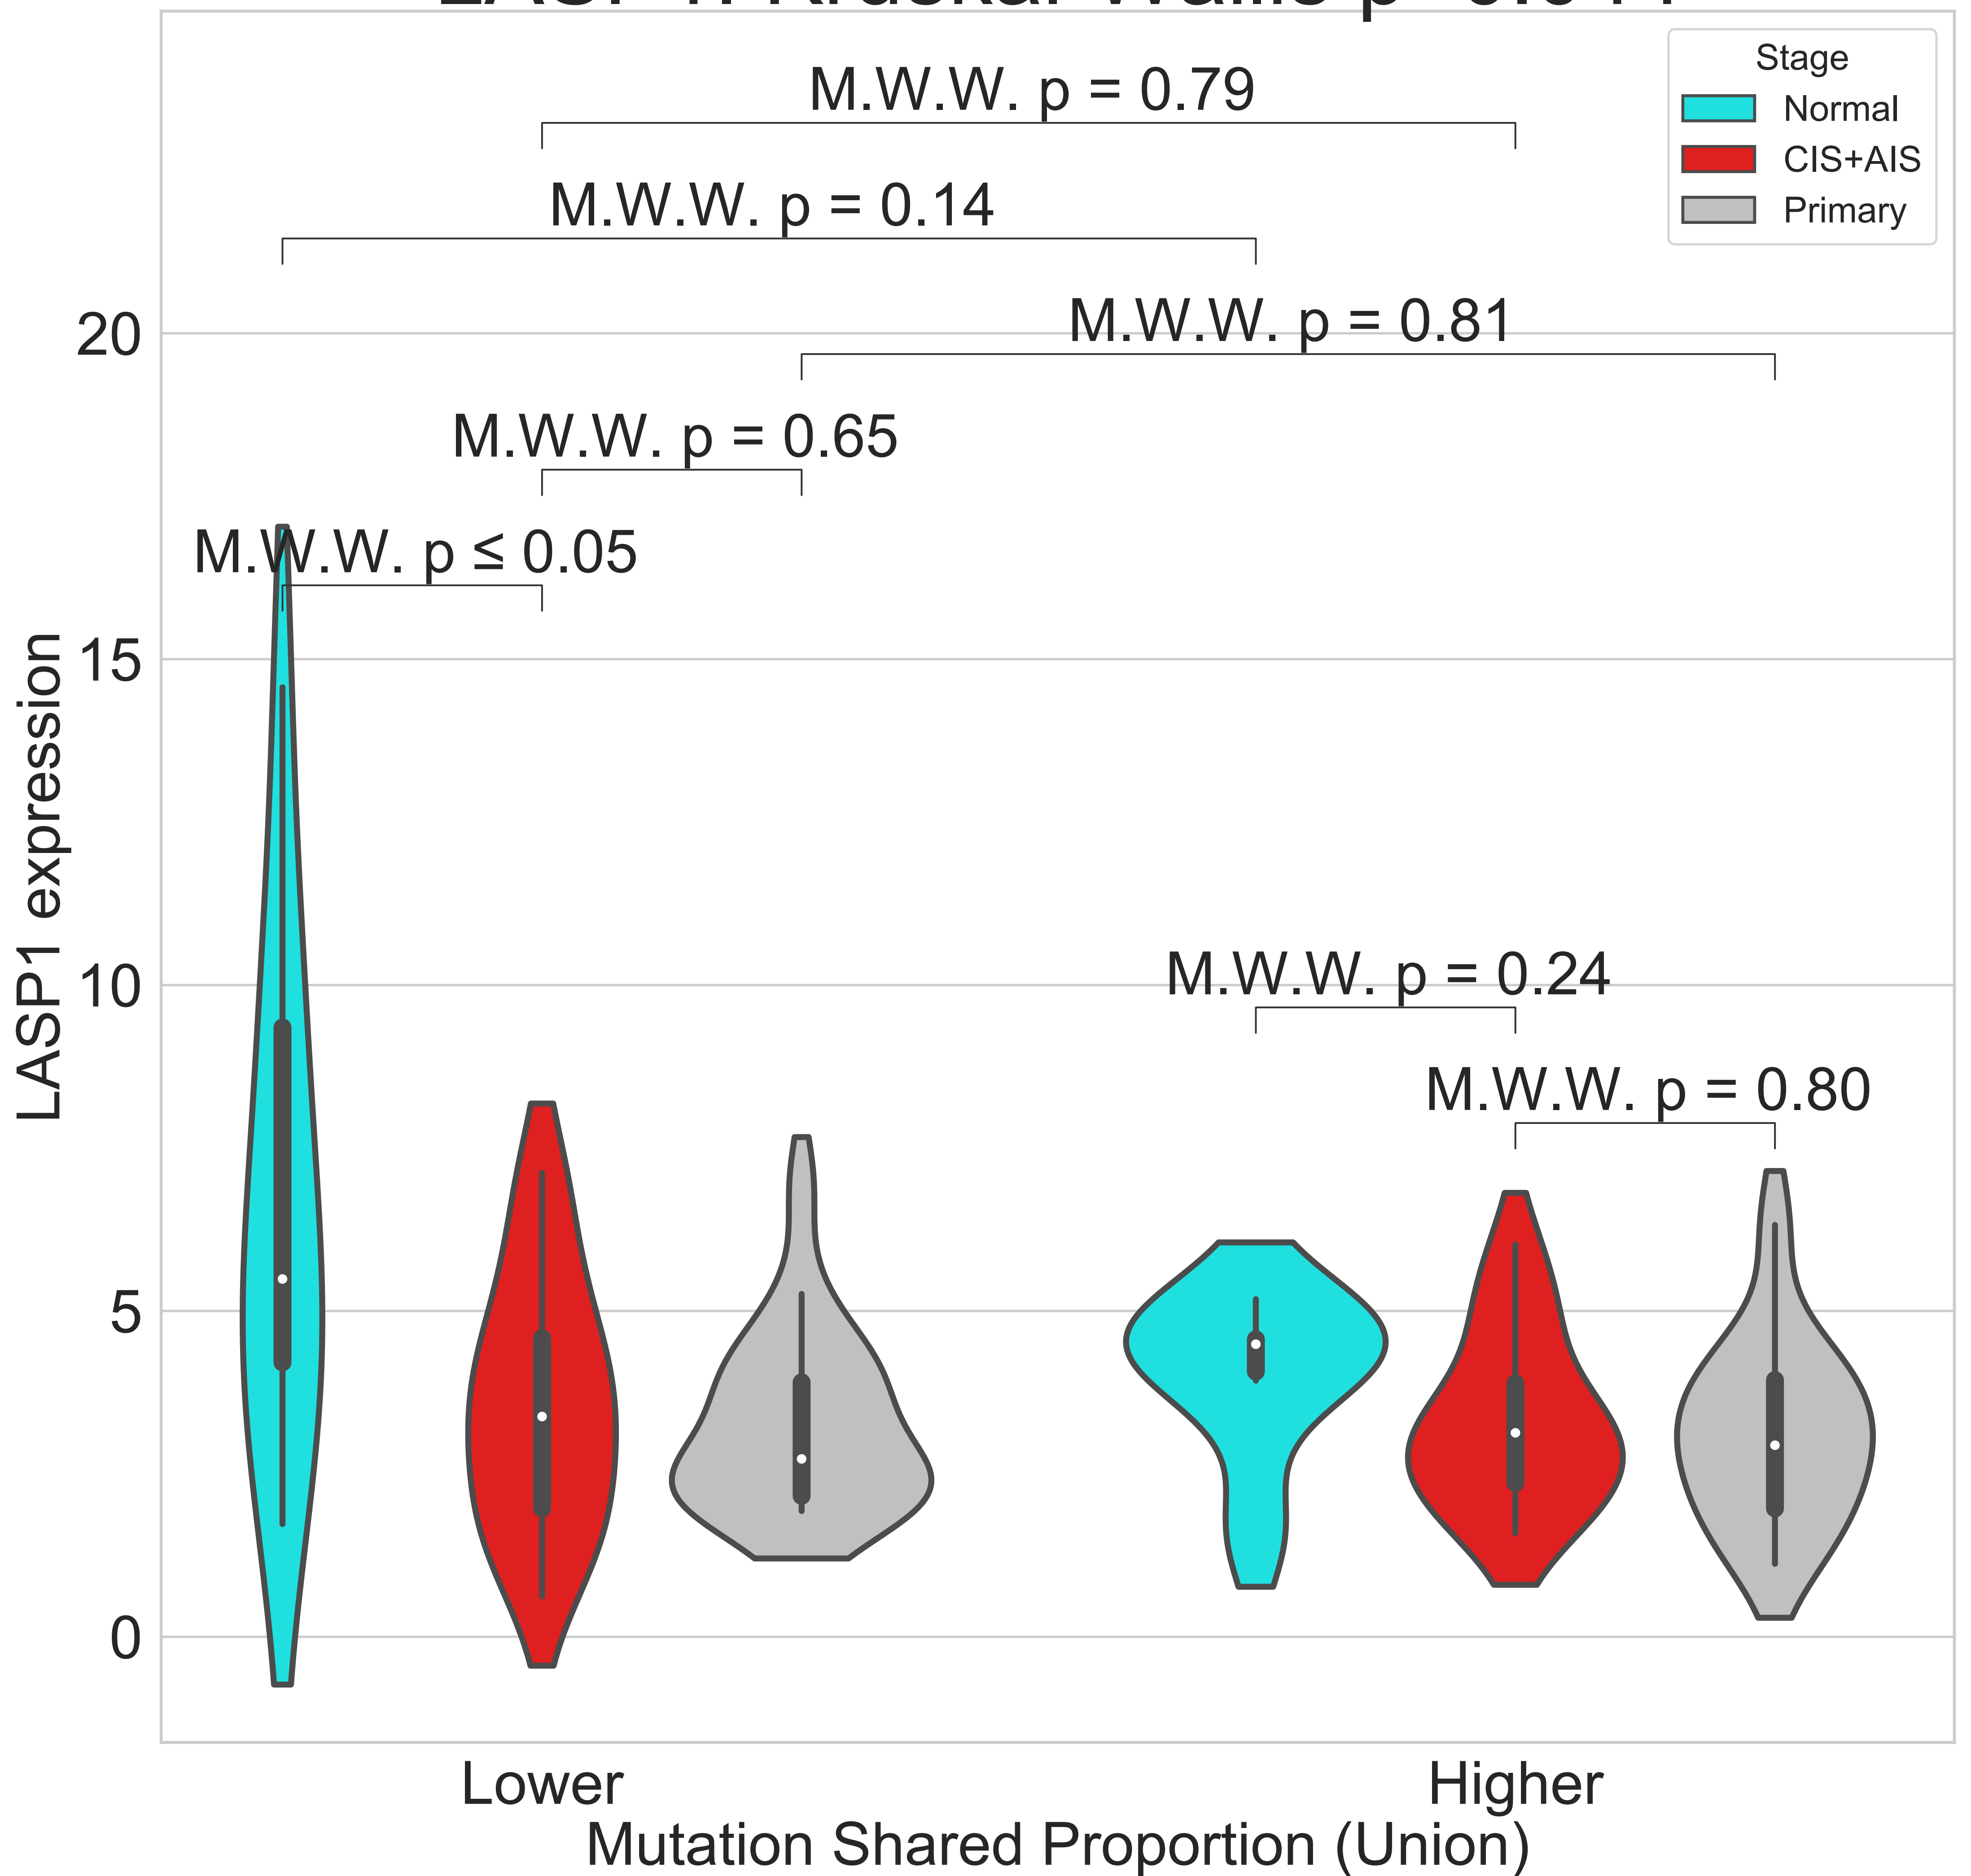 Stage
Normal
CIS+AIS
Primary
M.W.W. p = 0.79
M.W.W. p = 0.14
M.W.W. p = 0.81
M.W.W. p = 0.65
M.W.W. p ≤ 0.05
M.W.W. p = 0.24
M.W.W. p = 0.80
20
15
10
5
0
LASP1 expression
Lower
Higher
Mutation Shared Proportion (Union)